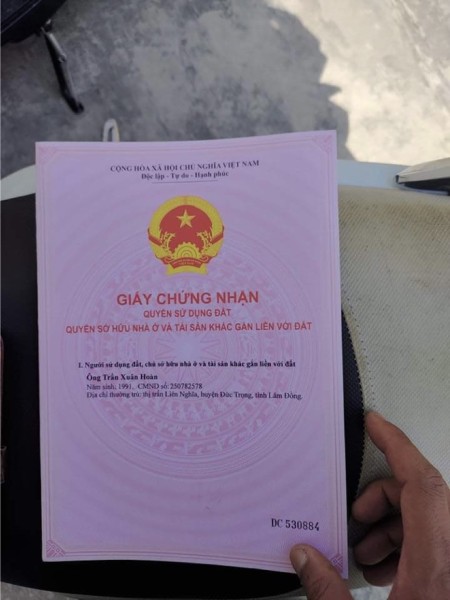 CỘNG HÒA XÃ HỘI CHỦ NGHĨA VIỆT NAM
Độc lập - Tự do - Hạnh phúc
GIẤY CHỨNG NHẬN
QUYỀN SỬ DỤNG ĐẤT
QUYỀN SỞ HỮU NHÀ Ở VÀ TÀI SẢN KHÁC GẮN LIỀN VỚI ĐẤT
I. Người sử dụng đất, chủ sở hữu nhà ở và tài sản khác gắn liền với đất
Ông Trần Xuân Hoàn
Năm sinh: 1991, CMND số: 250782578
Địa chỉ thường trú: thị trấn Liên Nghĩa, huyện Đức Trọng, tỉnh Lâm Đồng.
DC 530884